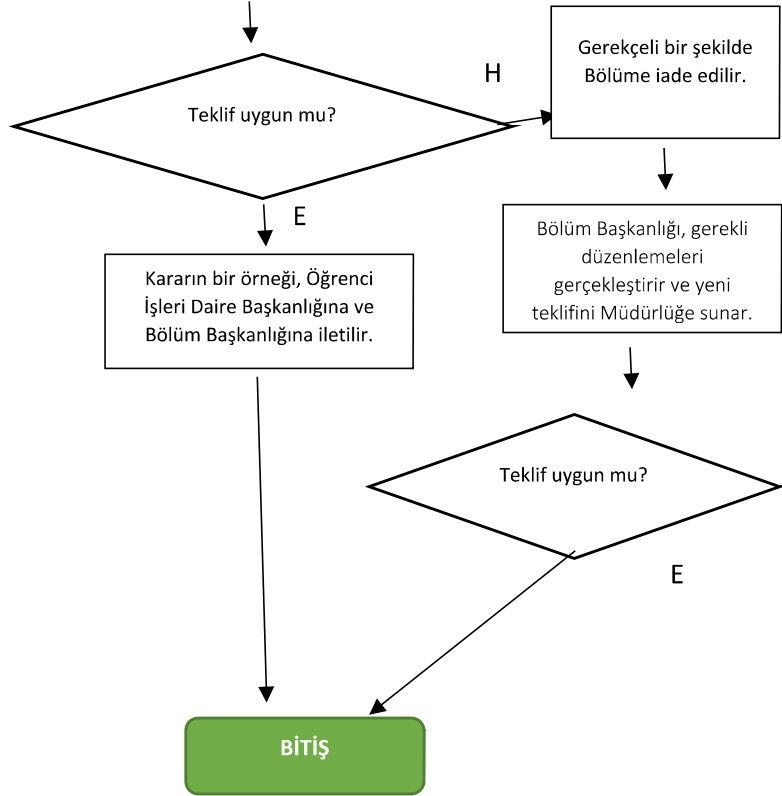 Teklif uygun mu?
H
Gerekçeli bir şekilde
Bölüme iade edilir.
E
Kararın bir örneği, Öğrenci
İşleri Daire Başkanlığına ve
Bölüm Başkanlığına iletilir.
Bölüm Başkanlığı, gerekli
düzenlemeleri
gerçekleştirir ve yeni
teklifini Müdürlüğe sunar.
Teklif uygun mu?
E
BİTİŞ